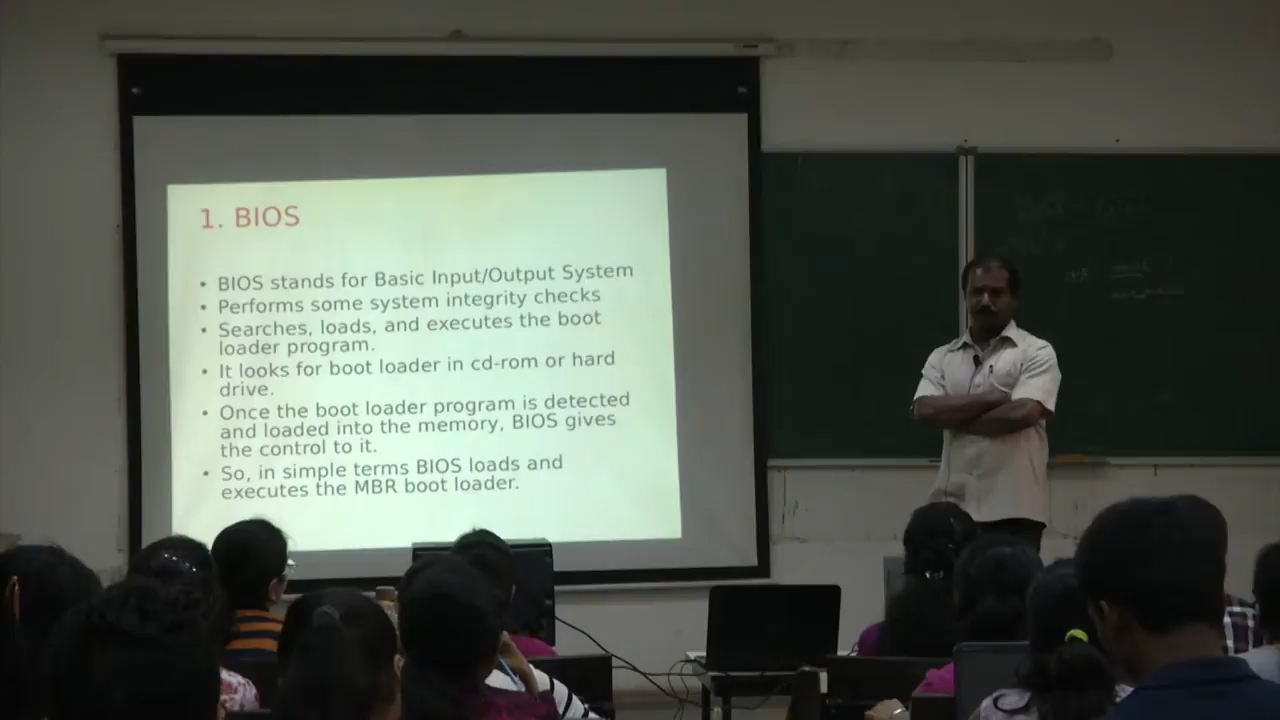 1. BIOS
• BIOS stands for Basic Input/Output System
• Performs some system integrity checks
• Searches, loads, and executes the boot
loader program.
• It looks for boot loader in cd-rom or hard
drive.
• Once the boot loader program is detected
and loaded into the memory, BIOS gives
the control to it.
• So, in simple terms BIOS loads and
executes the MBR boot loader.